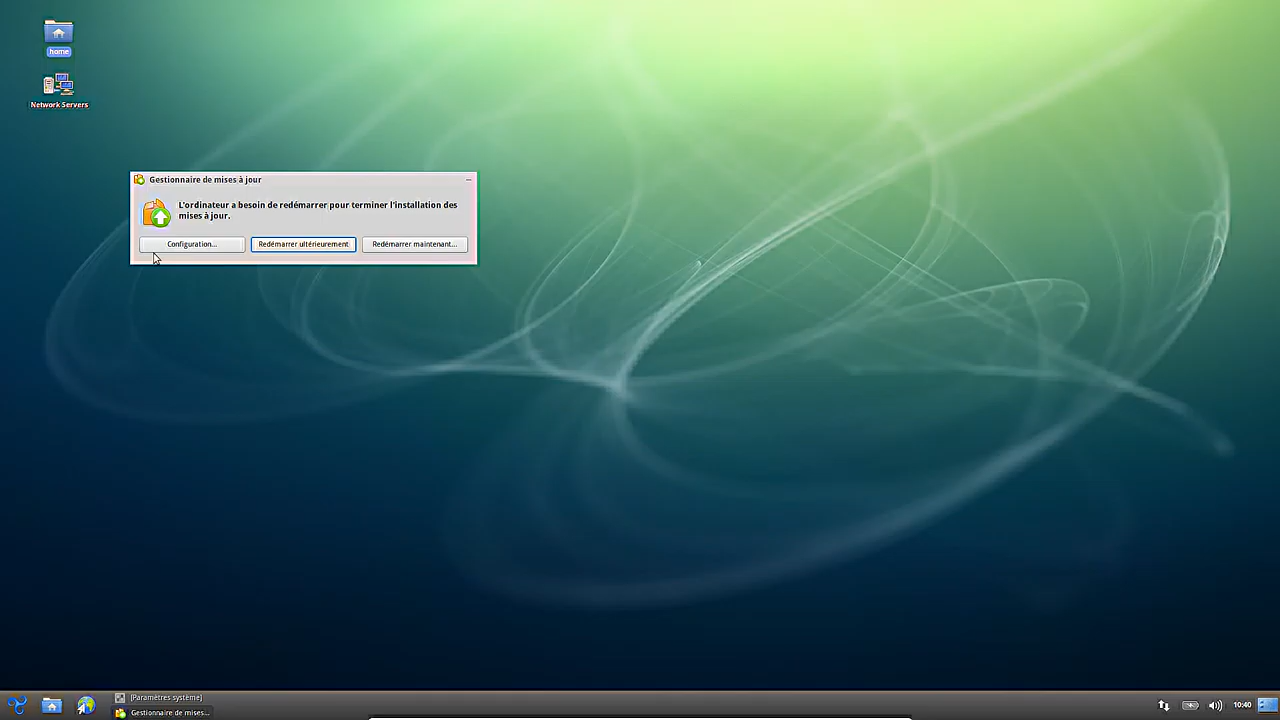 home
Network Servers
Gestionnaire de mises à jour
L'ordinateur a besoin de redémarrer pour terminer l'installation des
mises à jour.
Configuration...
Redémarrer ultérieurement
Redémarrer maintenant...
[Paramètres système]
Gestionnaire de mises...
10:40